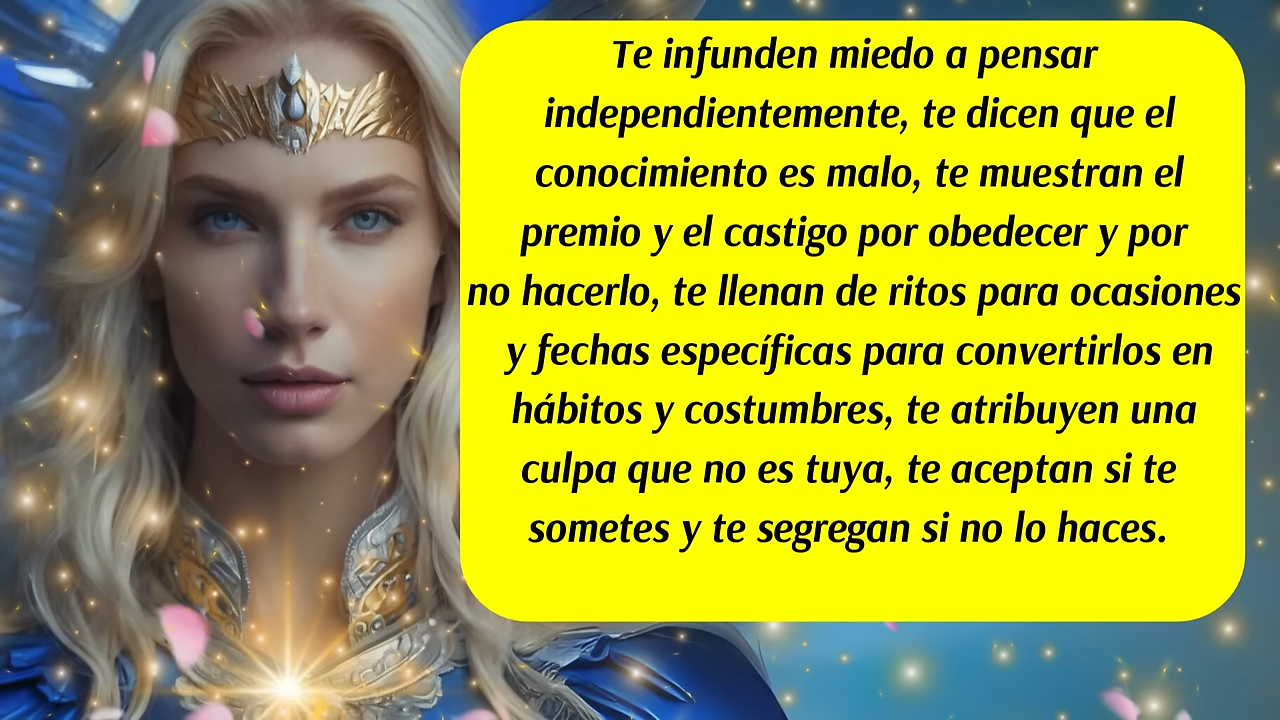 Te infunden miedo a pensar
independientemente, te dicen que el
conocimiento es malo, te muestran el
premio y el castigo por obedecer y por
no hacerlo, te llenan de ritos para ocasiones
y fechas específicas para convertirlos en
hábitos y costumbres, te atribuyen una
culpa que no es tuya, te aceptan si te
sometes y te segregan si no lo haces.